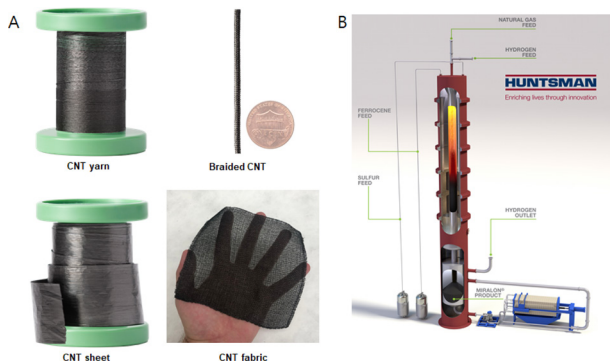 A
CNT yarn
Braided CNT
CNT sheet
CNT fabric
B
NATURAL GAS
FEED
HYDROGEN
FEED
HUNTSMAN
Enriching lives through innovation
FERROCENE
FEED
SULFUR
FEED
HYDROGEN
OUTLET
MIRALON®
PRODUCT